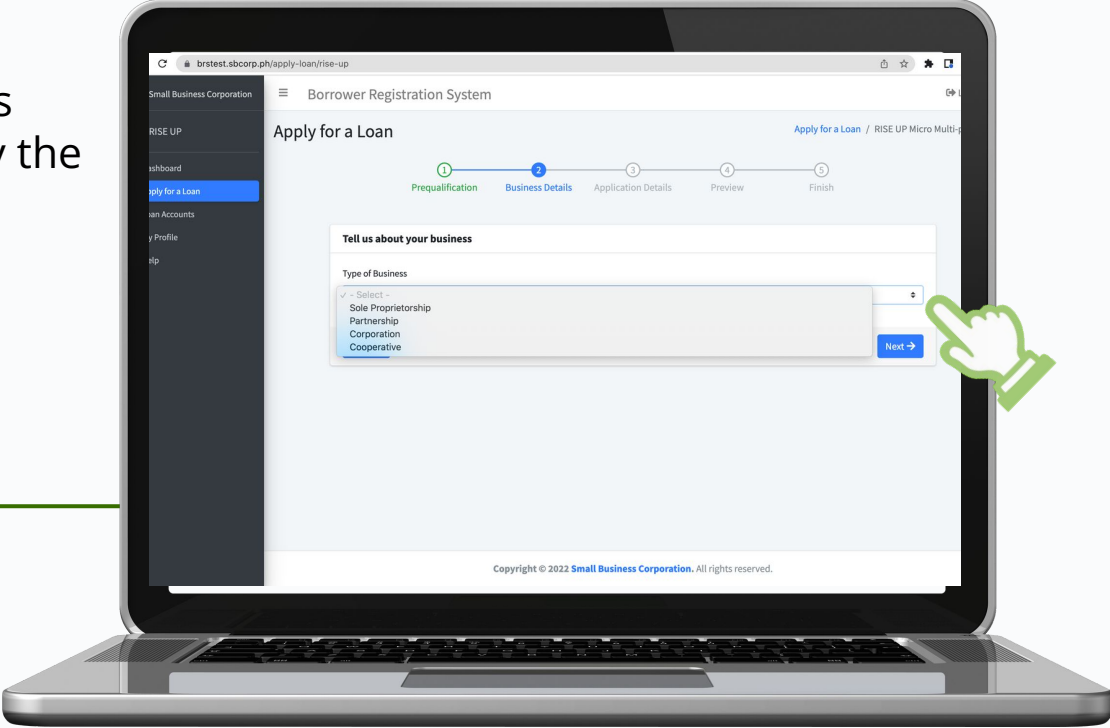 s
y the
brstest.sbcorp.ph/apply-loan/rise-up
Small Business Corporation
Borrower Registration System
RISE UP
Apply for a Loan
Apply for a Loan / RISE UP Micro Multi-p
ashboard
pply for a Loan
oan Accounts
y Profile
elp
1 2 3 4 5
Prequalification Business Details Application Details Preview Finish
Tell us about your business
Type of Business
✓ - Select -
Sole Proprietorship
Partnership
Corporation
Cooperative
Next →
Copyright © 2022 Small Business Corporation. All rights reserved.